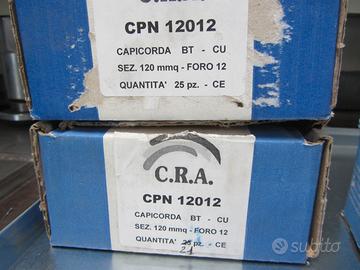 C.R.A.
CPN 12012
CAPICORDA BT - CU
SEZ. 120 mmq - FORO 12
QUANTITA' 25 pz. - CE
C.R.A.
CPN 12012
CAPICORDA BT - CU
SEZ. 120 mmq - FORO 12
QUANTITA' 25 pz. - CE
21
subito